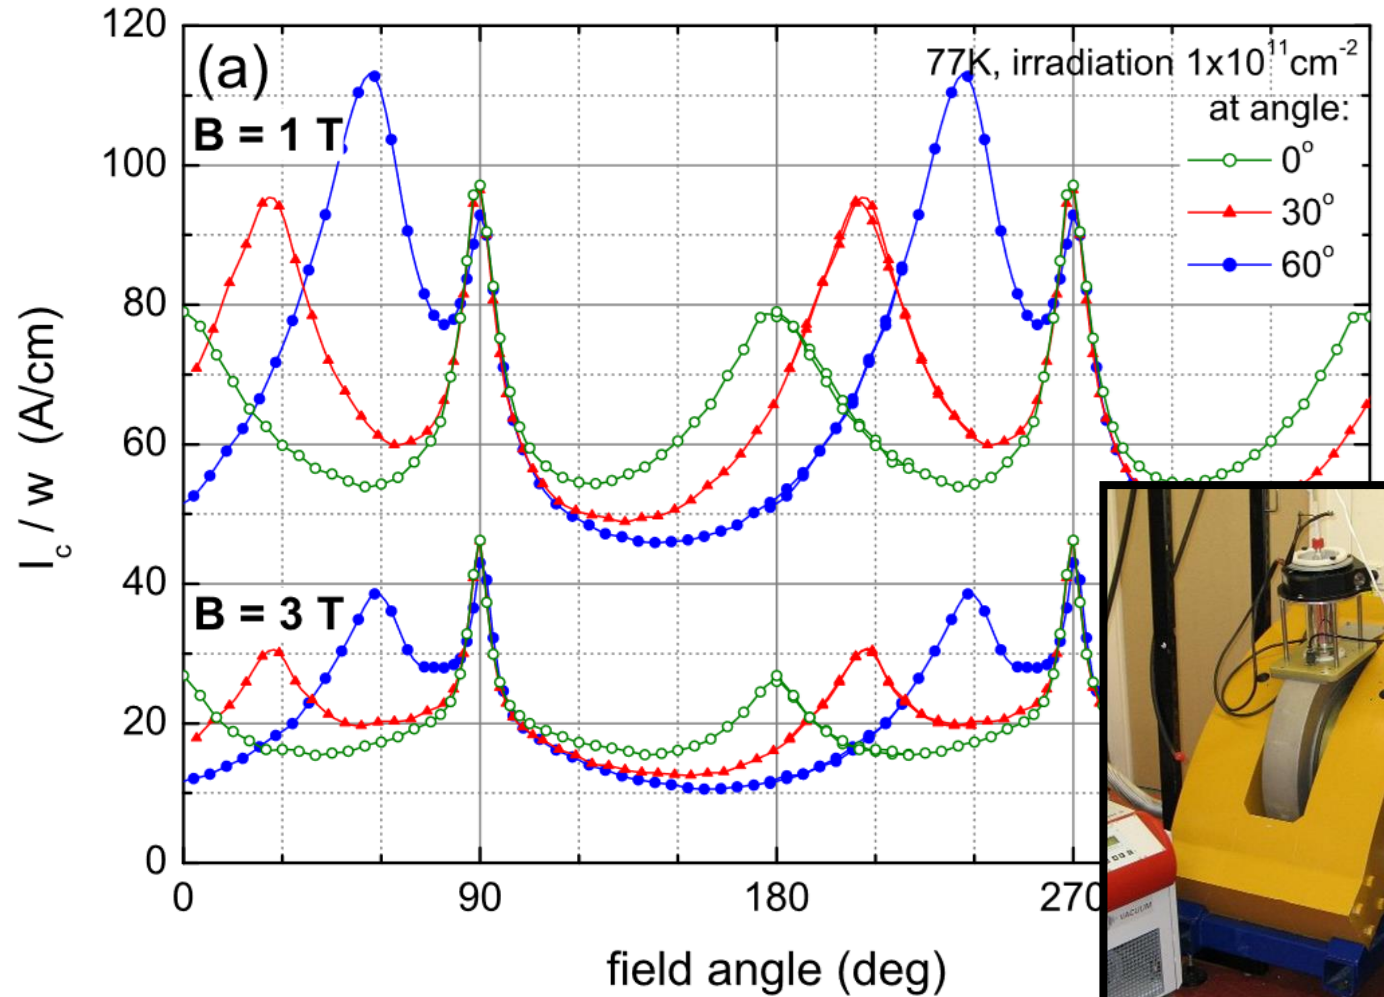 120
100
80
60
40
20
0
I_c / w (A/cm)
(a)
B = 1 T
77K, irradiation 1x10¹¹cm⁻²
at angle:
0°
30°
60°
B = 3 T
0
90
180
270
field angle (deg)
VACUUM